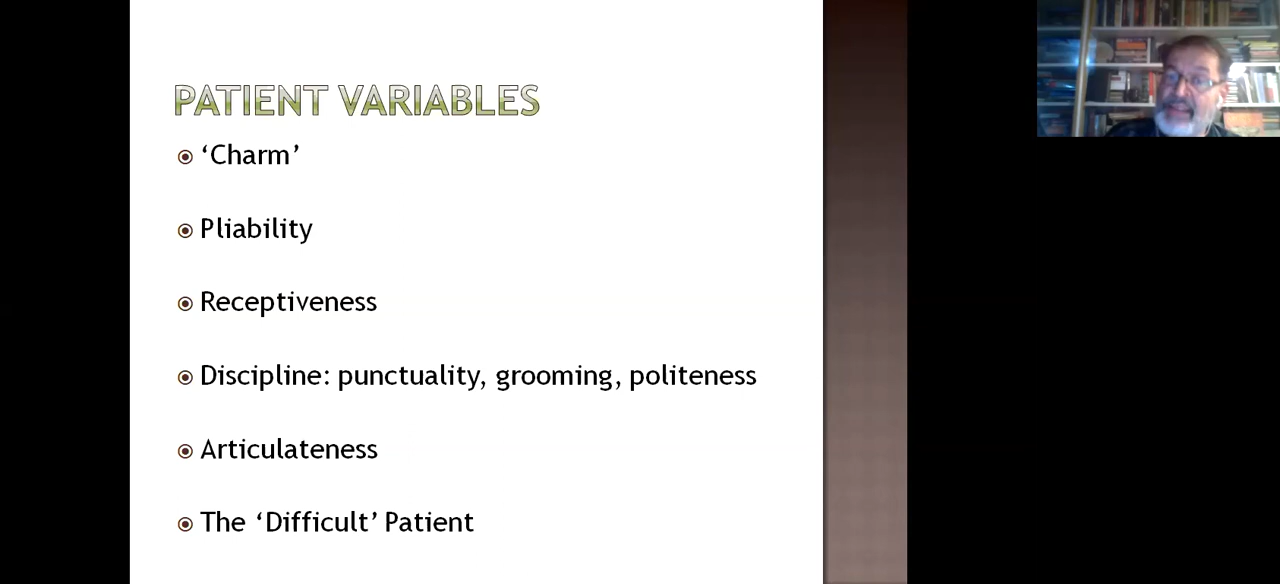 PATIENT VARIABLES
‘Charm’
Pliability
Receptiveness
Discipline: punctuality, grooming, politeness
Articulateness
The ‘Difficult’ Patient